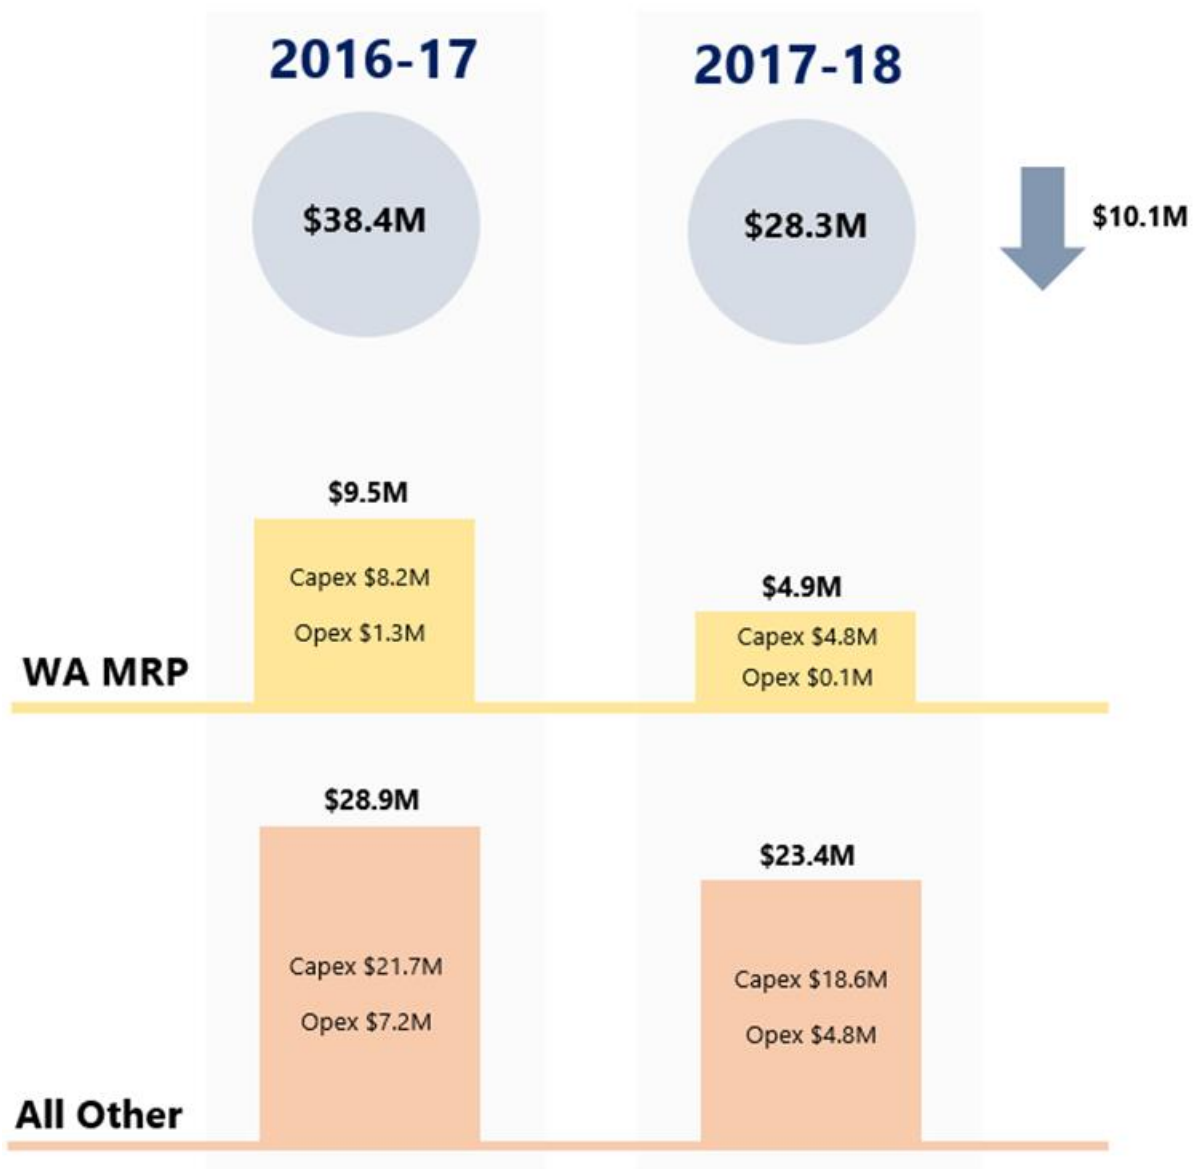 2016-17
2017-18
$38.4M
$28.3M
$10.1M
$9.5M
Capex $8.2M
Opex $1.3M
$4.9M
Capex $4.8M
Opex $0.1M
WA MRP
$28.9M
Capex $21.7M
Opex $7.2M
$23.4M
Capex $18.6M
Opex $4.8M
All Other